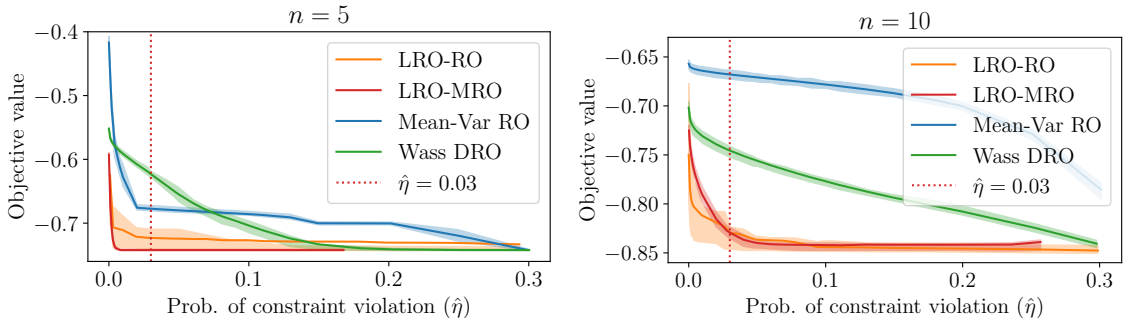 n = 5
Objective value
−0.4
−0.5
−0.6
−0.7
0.0
0.1
0.2
0.3
Prob. of constraint violation (η̂)
LRO-RO
LRO-MRO
Mean-Var RO
Wass DRO
η̂ = 0.03
n = 10
Objective value
−0.65
−0.70
−0.75
−0.80
−0.85
0.0
0.1
0.2
0.3
Prob. of constraint violation (η̂)
LRO-RO
LRO-MRO
Mean-Var RO
Wass DRO
η̂ = 0.03